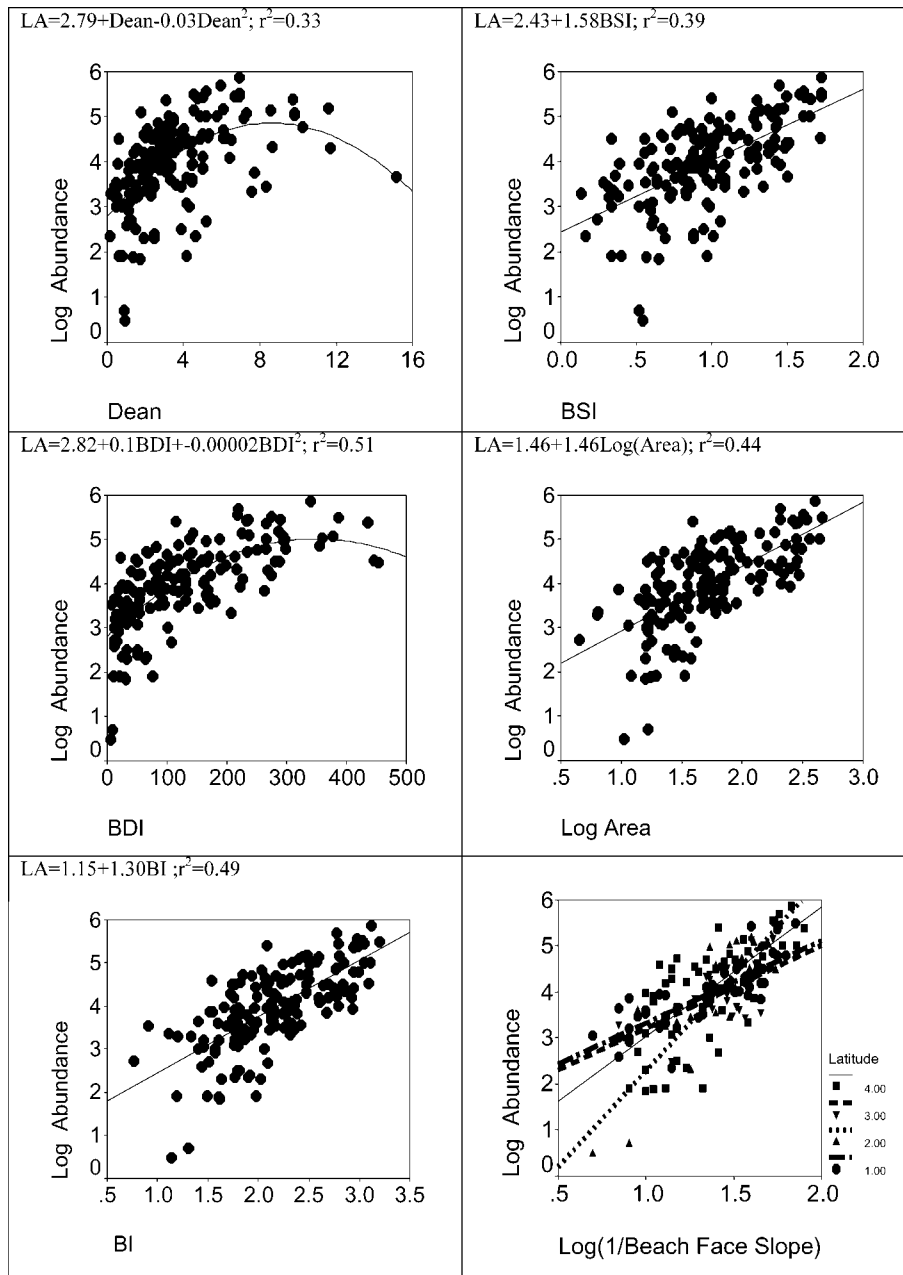 LA=2.79+Dean-0.03Dean²; r²=0.33
6
5
4
3
2
1
0
Log Abundance
0 4 8 12 16
Dean
LA=2.43+1.58BSI; r²=0.39
6
5
4
3
2
1
0
Log Abundance
0.0 .5 1.0 1.5 2.0
BSI
LA=2.82+0.1BDI+-0.00002BDI²; r²=0.51
6
5
4
3
2
1
0
Log Abundance
0 100 200 300 400 500
BDI
LA=1.46+1.46Log(Area); r²=0.44
6
5
4
3
2
1
0
Log Abundance
.5 1.0 1.5 2.0 2.5 3.0
Log Area
LA=1.15+1.30BI ;r²=0.49
6
5
4
3
2
1
0
Log Abundance
.5 1.0 1.5 2.0 2.5 3.0 3.5
BI
6
5
4
3
2
1
0
Log Abundance
.5 1.0 1.5 2.0
Log(1/Beach Face Slope)
Latitude
4.00
3.00
2.00
1.00